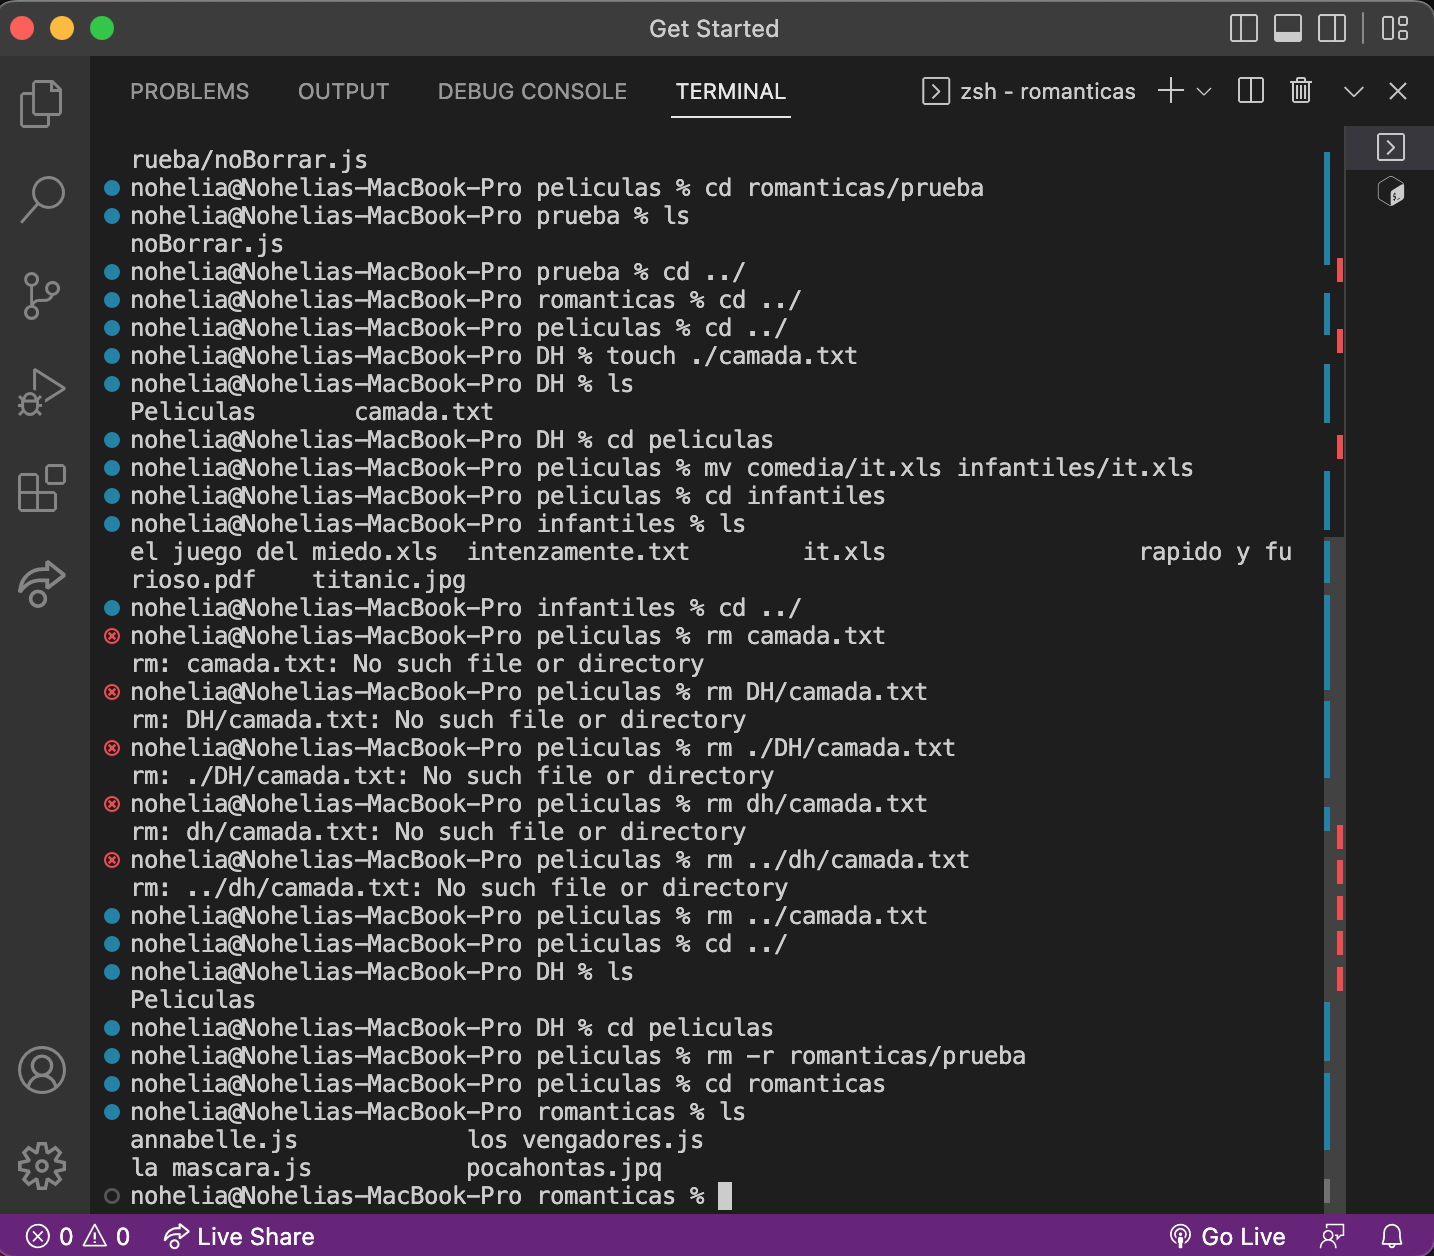 Get Started
PROBLEMS OUTPUT DEBUG CONSOLE TERMINAL zsh - romanticas
rueba/noBorrar.js
nohelia@Nohelias-MacBook-Pro peliculas % cd romanticas/prueba
nohelia@Nohelias-MacBook-Pro prueba % ls
noBorrar.js
nohelia@Nohelias-MacBook-Pro prueba % cd ../
nohelia@Nohelias-MacBook-Pro romanticas % cd ../
nohelia@Nohelias-MacBook-Pro peliculas % cd ../
nohelia@Nohelias-MacBook-Pro DH % touch ./camada.txt
nohelia@Nohelias-MacBook-Pro DH % ls
Peliculas camada.txt
nohelia@Nohelias-MacBook-Pro DH % cd peliculas
nohelia@Nohelias-MacBook-Pro peliculas % mv comedia/it.xls infantiles/it.xls
nohelia@Nohelias-MacBook-Pro peliculas % cd infantiles
nohelia@Nohelias-MacBook-Pro infantiles % ls
el juego del miedo.xls intenzamente.txt it.xls rapido y fu
rioso.pdf titanic.jpg
nohelia@Nohelias-MacBook-Pro infantiles % cd ../
nohelia@Nohelias-MacBook-Pro peliculas % rm camada.txt
rm: camada.txt: No such file or directory
nohelia@Nohelias-MacBook-Pro peliculas % rm DH/camada.txt
rm: DH/camada.txt: No such file or directory
nohelia@Nohelias-MacBook-Pro peliculas % rm ./DH/camada.txt
rm: ./DH/camada.txt: No such file or directory
nohelia@Nohelias-MacBook-Pro peliculas % rm dh/camada.txt
rm: dh/camada.txt: No such file or directory
nohelia@Nohelias-MacBook-Pro peliculas % rm ../dh/camada.txt
rm: ../dh/camada.txt: No such file or directory
nohelia@Nohelias-MacBook-Pro peliculas % rm ../camada.txt
nohelia@Nohelias-MacBook-Pro peliculas % cd ../
nohelia@Nohelias-MacBook-Pro DH % ls
Peliculas
nohelia@Nohelias-MacBook-Pro DH % cd peliculas
nohelia@Nohelias-MacBook-Pro peliculas % rm -r romanticas/prueba
nohelia@Nohelias-MacBook-Pro peliculas % cd romanticas
nohelia@Nohelias-MacBook-Pro romanticas % ls
annabelle.js los vengadores.js
la mascara.js pocahontas.jpq
nohelia@Nohelias-MacBook-Pro romanticas %
0 0 Live Share Go Live